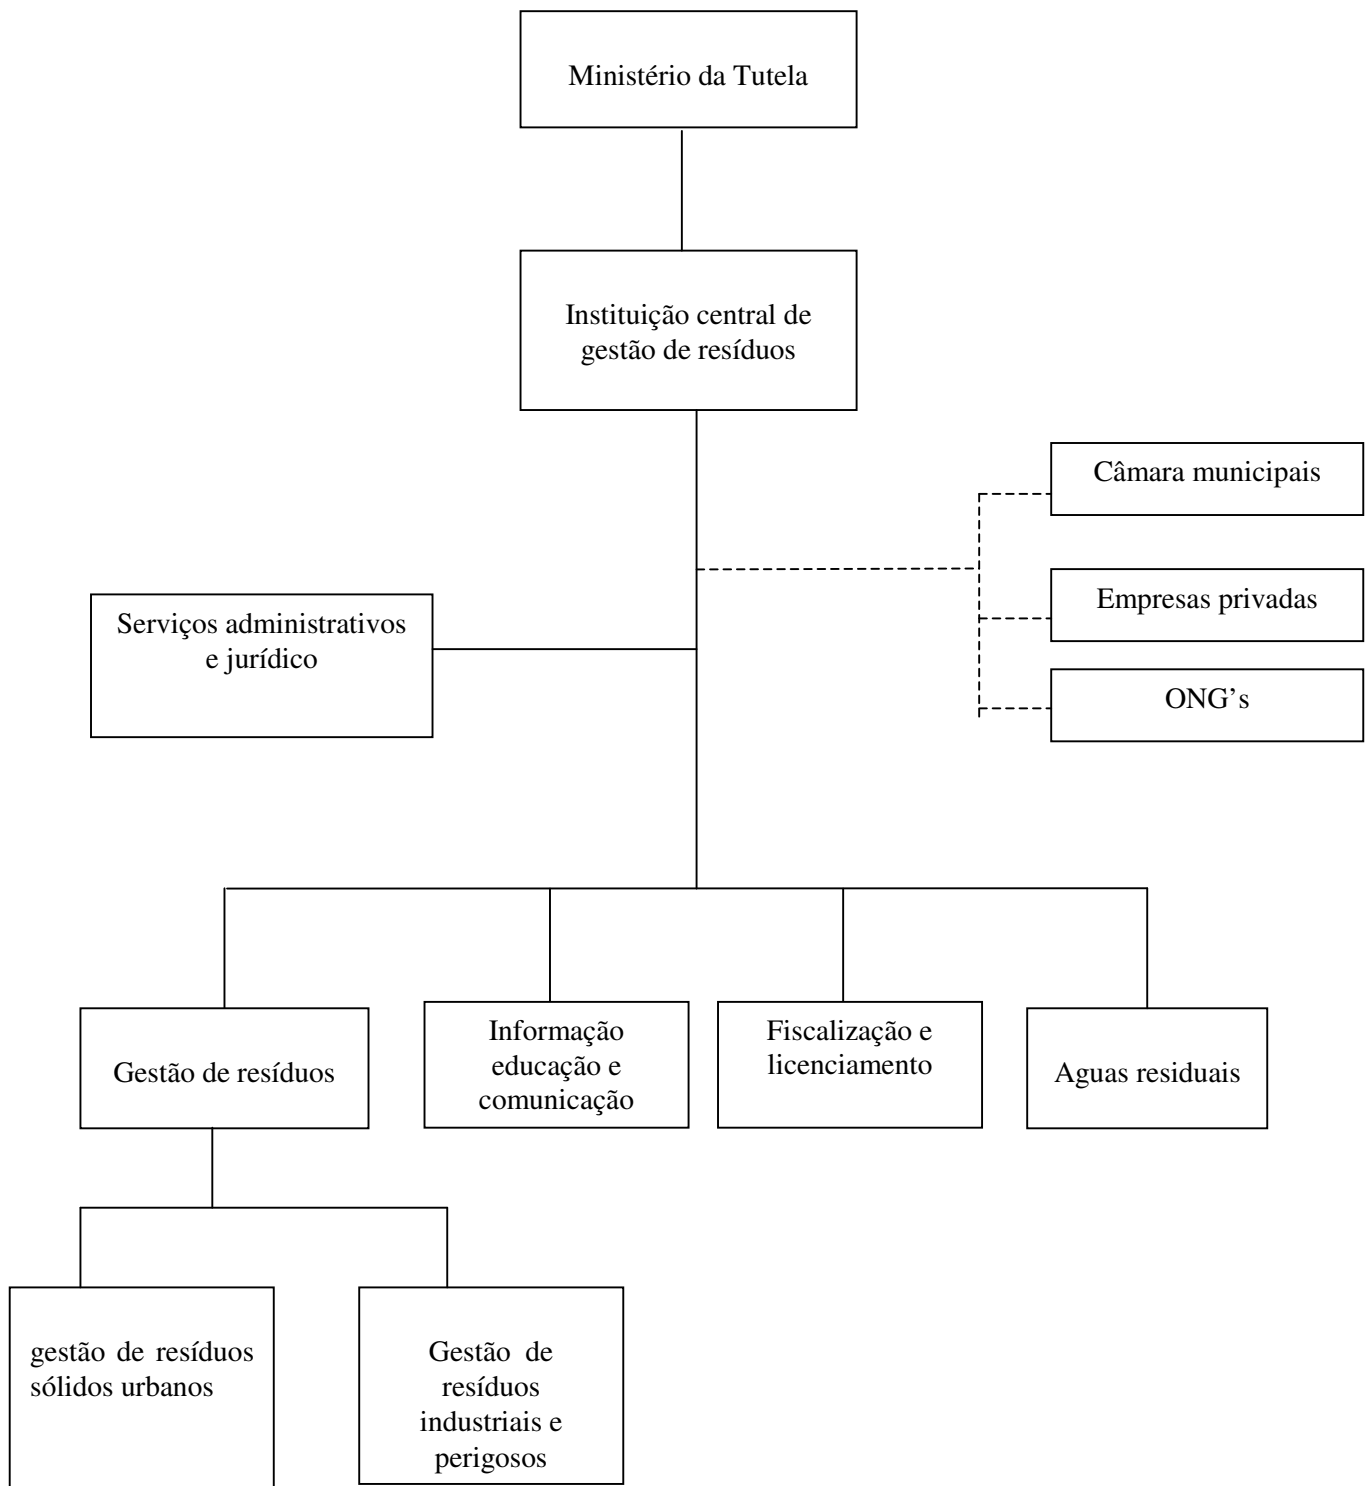 Ministério da Tutela
Instituição central de
gestão de resíduos
Câmara municipais
Empresas privadas
ONG’s
Serviços administrativos
e jurídico
Gestão de resíduos
Informação
educação e
comunicação
Fiscalização e
licenciamento
Aguas residuais
gestão de resíduos
sólidos urbanos
Gestão de
resíduos
industriais e
perigosos